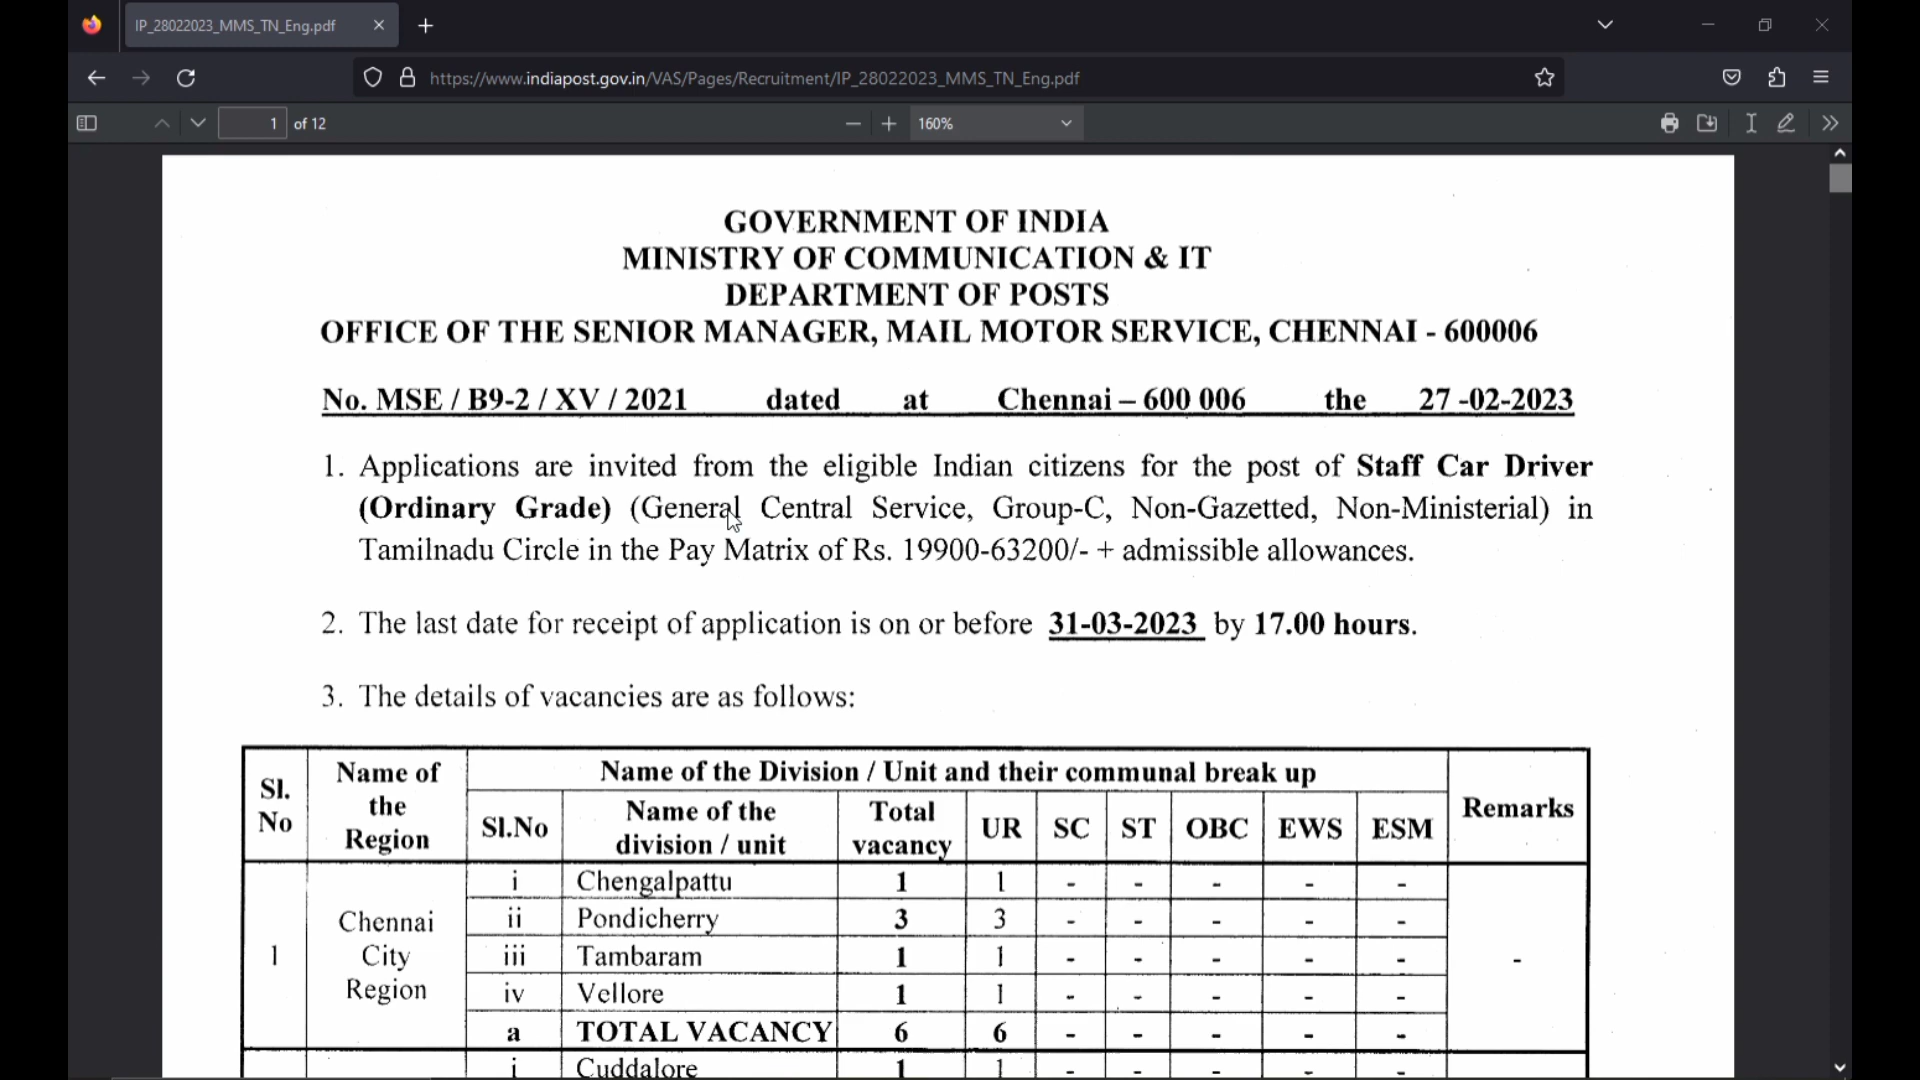 IP_28022023_MMS_TN_Eng.pdf
https://www.indiapost.gov.in/VAS/Pages/Recruitment/IP_28022023_MMS_TN_Eng.pdf
1 of 12 160%
GOVERNMENT OF INDIA
MINISTRY OF COMMUNICATION & IT
DEPARTMENT OF POSTS
OFFICE OF THE SENIOR MANAGER, MAIL MOTOR SERVICE, CHENNAI - 600006
No. MSE / B9-2 / XV / 2021 dated at Chennai – 600 006 the 27 -02-2023
1. Applications are invited from the eligible Indian citizens for the post of Staff Car Driver
(Ordinary Grade) (General Central Service, Group-C, Non-Gazetted, Non-Ministerial) in
Tamilnadu Circle in the Pay Matrix of Rs. 19900-63200/- + admissible allowances.
2. The last date for receipt of application is on or before 31-03-2023 by 17.00 hours.
3. The details of vacancies are as follows:
Sl. No Name of the Region Name of the Division / Unit and their communal break up Remarks
Sl.No Name of the division / unit Total vacancy UR SC ST OBC EWS ESM
1 Chennai City Region i Chengalpattu 1 1 - - - - - -
ii Pondicherry 3 3 - - - - -
iii Tambaram 1 1 - - - - -
iv Vellore 1 1 - - - - -
a TOTAL VACANCY 6 6 - - - - -
i Cuddalore 1 1 - - - - -